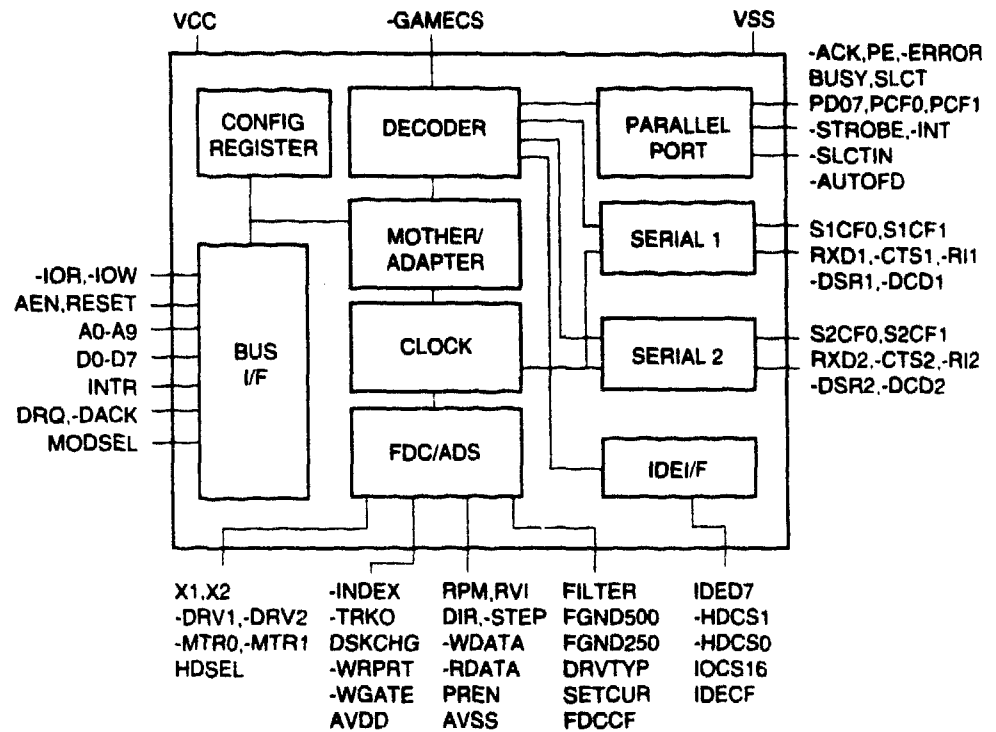 VCC
-GAMECS
VSS
-ACK,PE,-ERROR
BUSY,SLCT
PD07,PCF0,PCF1
-STROBE,-INT
-SLCTIN
-AUTOFD
CONFIG
REGISTER
DECODER
PARALLEL
PORT
MOTHER/
ADAPTER
SERIAL 1
S1CF0,S1CF1
RXD1,-CTS1,-RI1
-DSR1,-DCD1
-IOR,-IOW
AEN,RESET
A0-A9
D0-D7
INTR
DRQ,-DACK
MODSEL
BUS
I/F
CLOCK
SERIAL 2
S2CF0,S2CF1
RXD2,-CTS2,-RI2
-DSR2,-DCD2
FDC/ADS
IDEI/F
X1.X2
-DRV1,-DRV2
-MTR0,-MTR1
HDSEL
-INDEX
-TRKO
DSKCHG
-WRPRT
-WGATE
AVDD
RPM,RVI
DIR,-STEP
-WDATA
-RDATA
PREN
AVSS
FILTER
FGND500
FGND250
DRVTYP
SETCUR
FDCCF
IDED7
-HDCS1
-HDCS0
IOCS16
IDECF